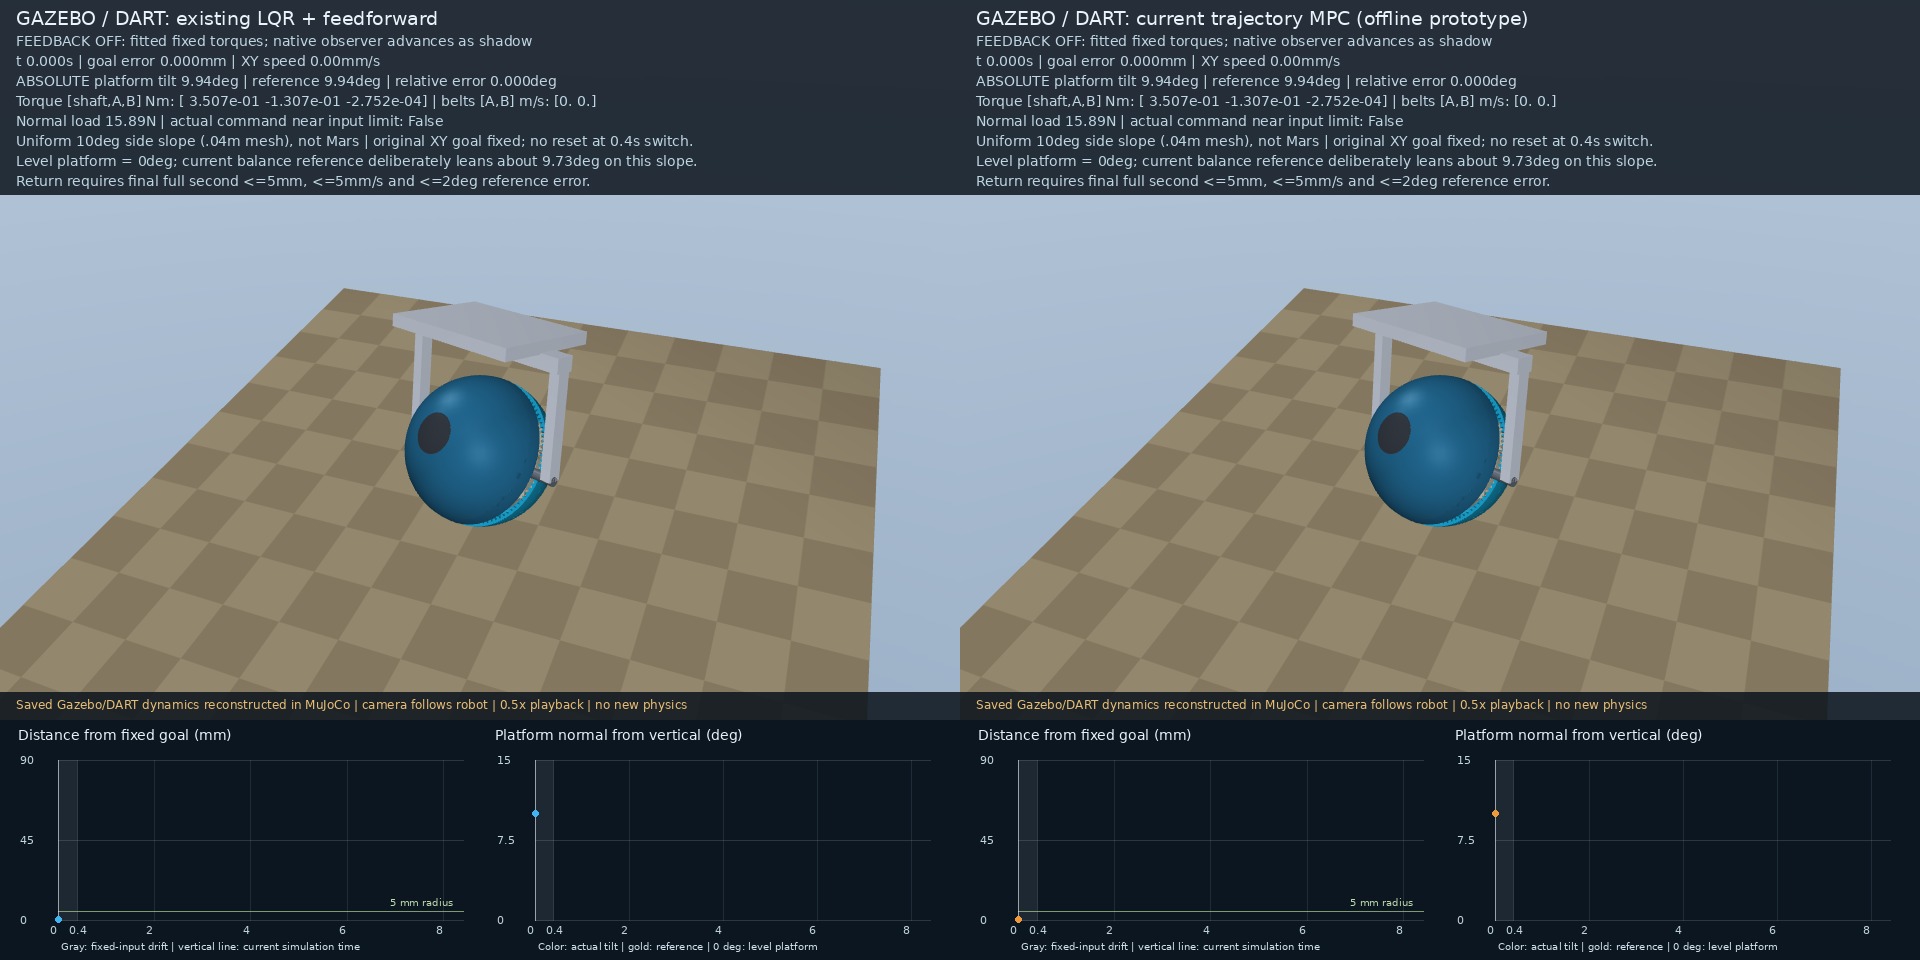 GAZEBO / DART: existing LQR + feedforward
FEEDBACK OFF: fitted fixed torques; native observer advances as shadow
t 0.000s | goal error 0.000mm | XY speed 0.00mm/s
ABSOLUTE platform tilt 9.94deg | reference 9.94deg | relative error 0.000deg
Torque [shaft,A,B] Nm: [ 3.507e-01 -1.307e-01 -2.752e-04] | belts [A,B] m/s: [0. 0.]
Normal load 15.89N | actual command near input limit: False
Uniform 10deg side slope (.04m mesh), not Mars | original XY goal fixed; no reset at 0.4s switch.
Level platform = 0deg; current balance reference deliberately leans about 9.73deg on this slope.
Return requires final full second <=5mm, <=5mm/s and <=2deg reference error.
Saved Gazebo/DART dynamics reconstructed in MuJoCo | camera follows robot | 0.5x playback | no new physics
Distance from fixed goal (mm)
90
45
0
5 mm radius
0 0.4 2 4 6 8
Gray: fixed-input drift | vertical line: current simulation time
Platform normal from vertical (deg)
15
7.5
0
0 0.4 2 4 6 8
Color: actual tilt | gold: reference | 0 deg: level platform
GAZEBO / DART: current trajectory MPC (offline prototype)
FEEDBACK OFF: fitted fixed torques; native observer advances as shadow
t 0.000s | goal error 0.000mm | XY speed 0.00mm/s
ABSOLUTE platform tilt 9.94deg | reference 9.94deg | relative error 0.000deg
Torque [shaft,A,B] Nm: [ 3.507e-01 -1.307e-01 -2.752e-04] | belts [A,B] m/s: [0. 0.]
Normal load 15.89N | actual command near input limit: False
Uniform 10deg side slope (.04m mesh), not Mars | original XY goal fixed; no reset at 0.4s switch.
Level platform = 0deg; current balance reference deliberately leans about 9.73deg on this slope.
Return requires final full second <=5mm, <=5mm/s and <=2deg reference error.
Saved Gazebo/DART dynamics reconstructed in MuJoCo | camera follows robot | 0.5x playback | no new physics
Distance from fixed goal (mm)
90
45
0
5 mm radius
0 0.4 2 4 6 8
Gray: fixed-input drift | vertical line: current simulation time
Platform normal from vertical (deg)
15
7.5
0
0 0.4 2 4 6 8
Color: actual tilt | gold: reference | 0 deg: level platform